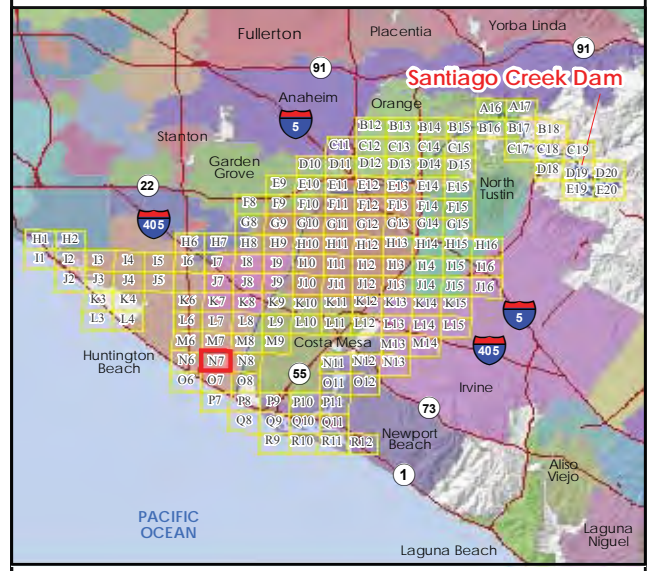 Yorba Linda
Placentia
Fullerton
91
91
Santiago Creek Dam
Anaheim
Orange
A16 A17
5
B12 B13 B14 B15 B16 B17 B18
Stanton
C11 C12 C13 C14 C15 C17 C18 C19
Garden
Grove
D10 D11 D12 D13 D14 D15 D18 D19 D20
North
Tustin
22
E9 E10 E11 E12 E13 E14 E15 E19 E20
F8 F9 F10 F11 F12 F13 F14 F15
405
G8 G9 G10 G11 G12 G13 G14 G15
H1 H2 H6 H7 H8 H9 H10 H11 H12 H13 H14 H15 H16
I1 I2 I3 I4 I5 I6 I7 I8 I9 I10 I11 I12 I13 I14 I15 I16
J2 J3 J4 J5 J7 J8 J9 J10 J11 J12 J13 J14 J15 J16
K3 K4 K6 K7 K8 K9 K10 K11 K12 K13 K14 K15
5
L3 L4 L6 L7 L8 L9 L10 L11 L12 L13 L14 L15
M6 M7 M8 M9 Costa Mesa M13 M14
405
Huntington
Beach
N6 N7 N8 N11 N12 N13
55
Irvine
O6 O7 O8 O11 O12
P7 P8 P9 P10 P11
73
Q8 Q9 Q10 Q11
Newport
Beach
R9 R10 R11 R12
1
Aliso
Viejo
PACIFIC
OCEAN
Laguna
Niguel
Laguna Beach